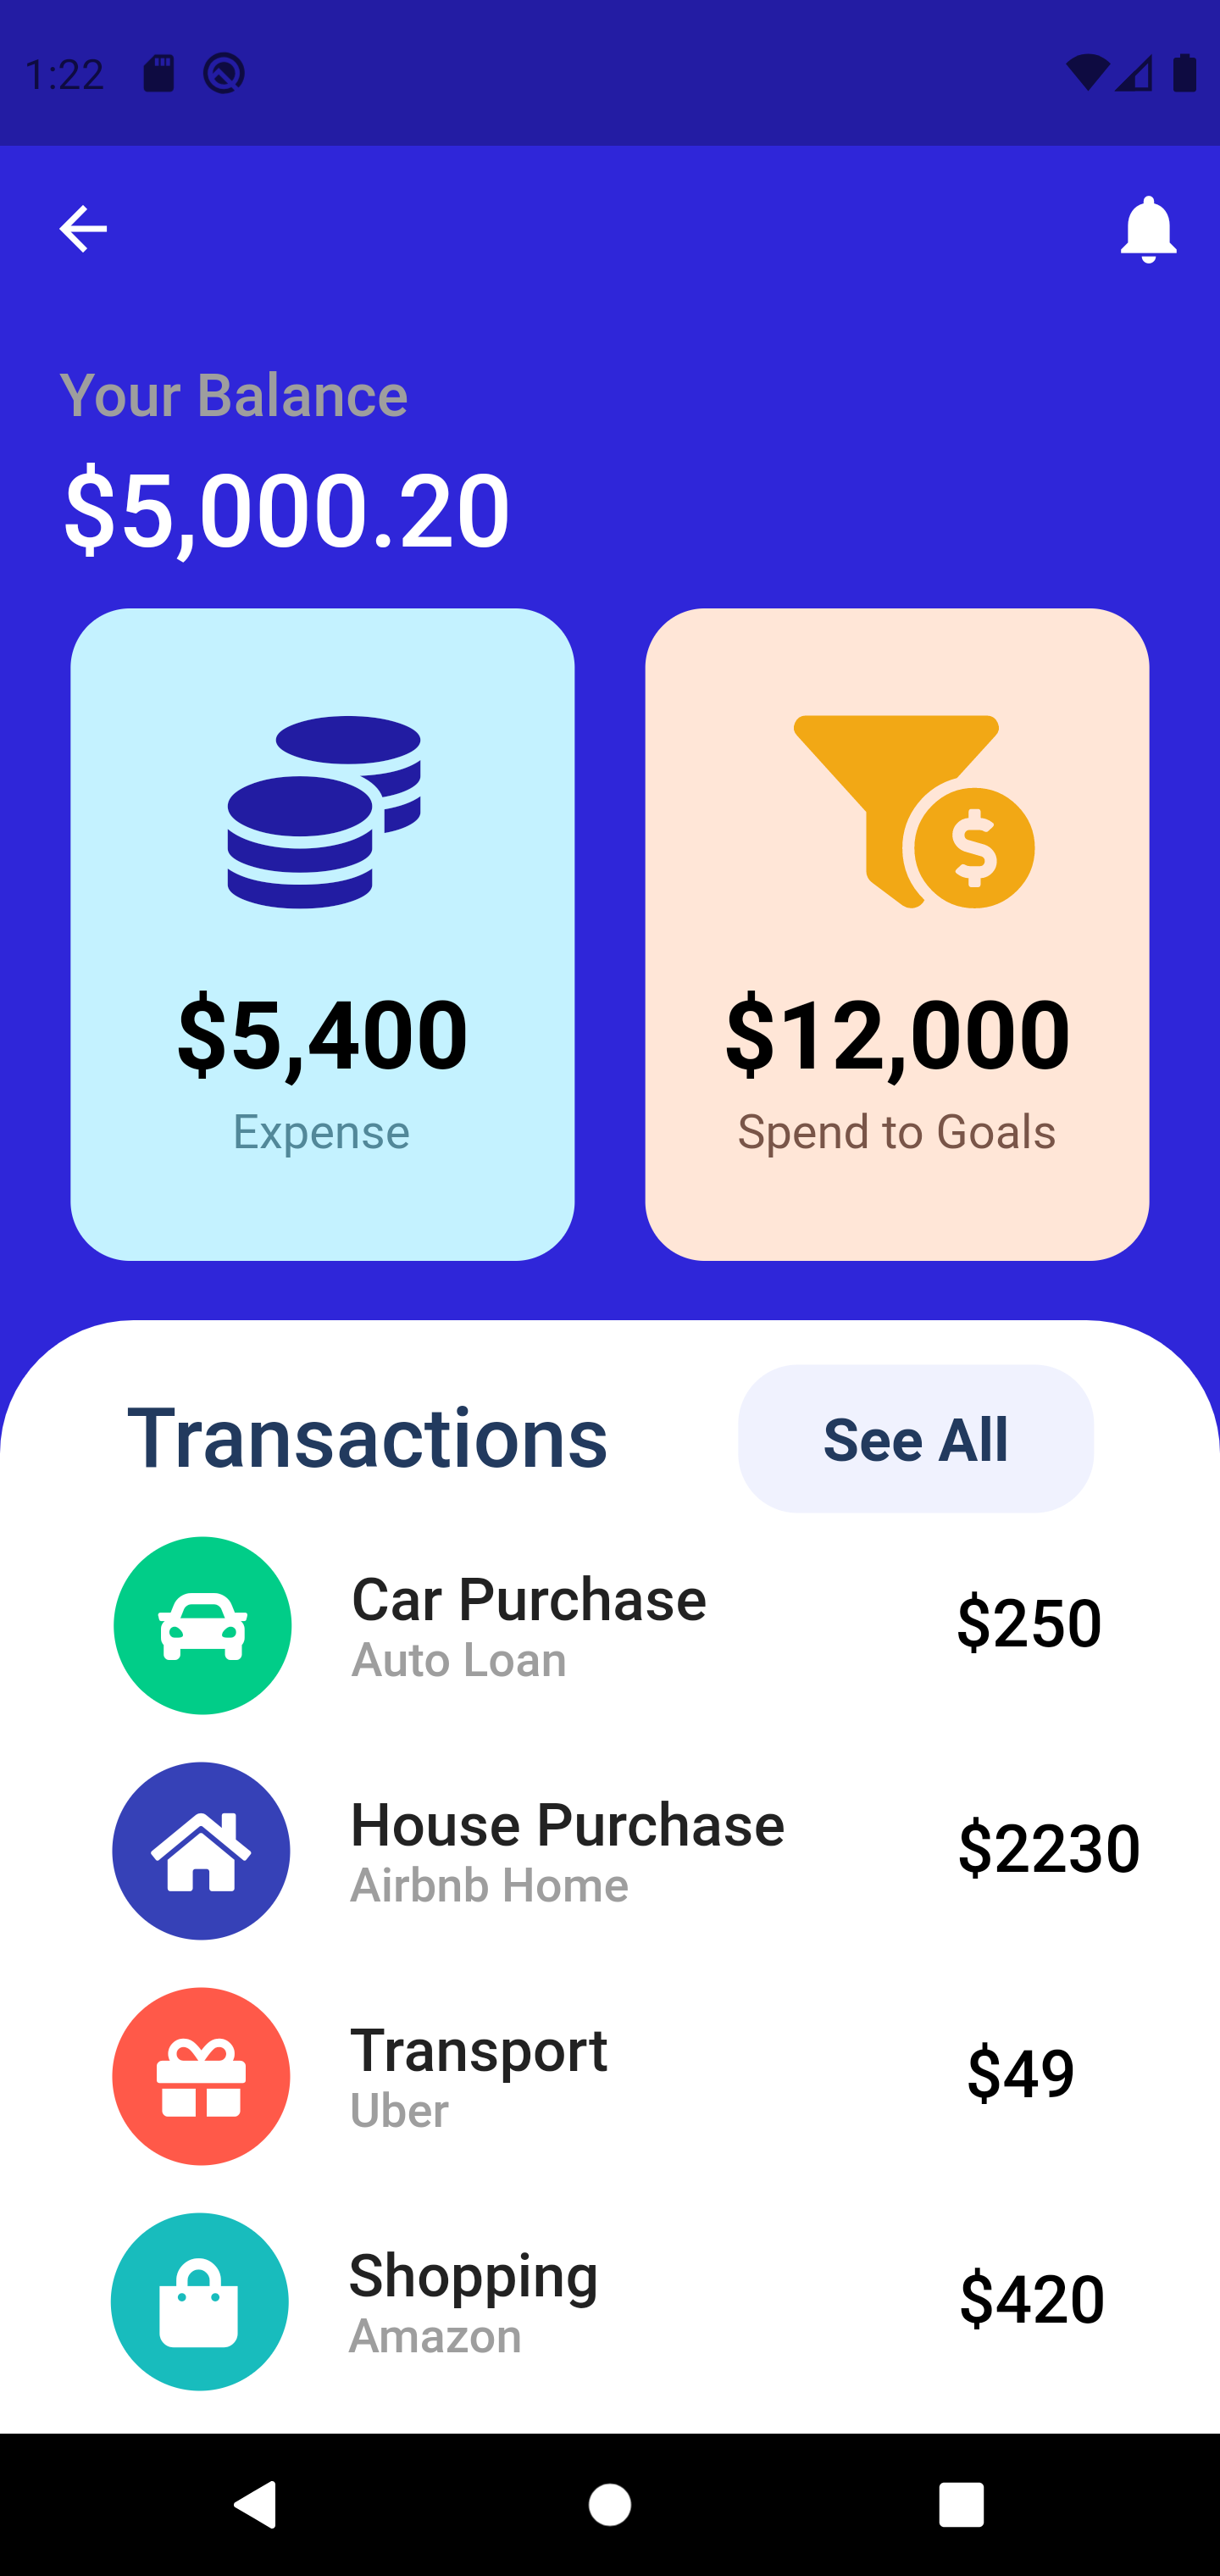 1:22
Your Balance
$5,000.20
$5,400
Expense
$12,000
Spend to Goals
Transactions
See All
Car Purchase
Auto Loan
$250
House Purchase
Airbnb Home
$2230
Transport
Uber
$49
Shopping
Amazon
$420